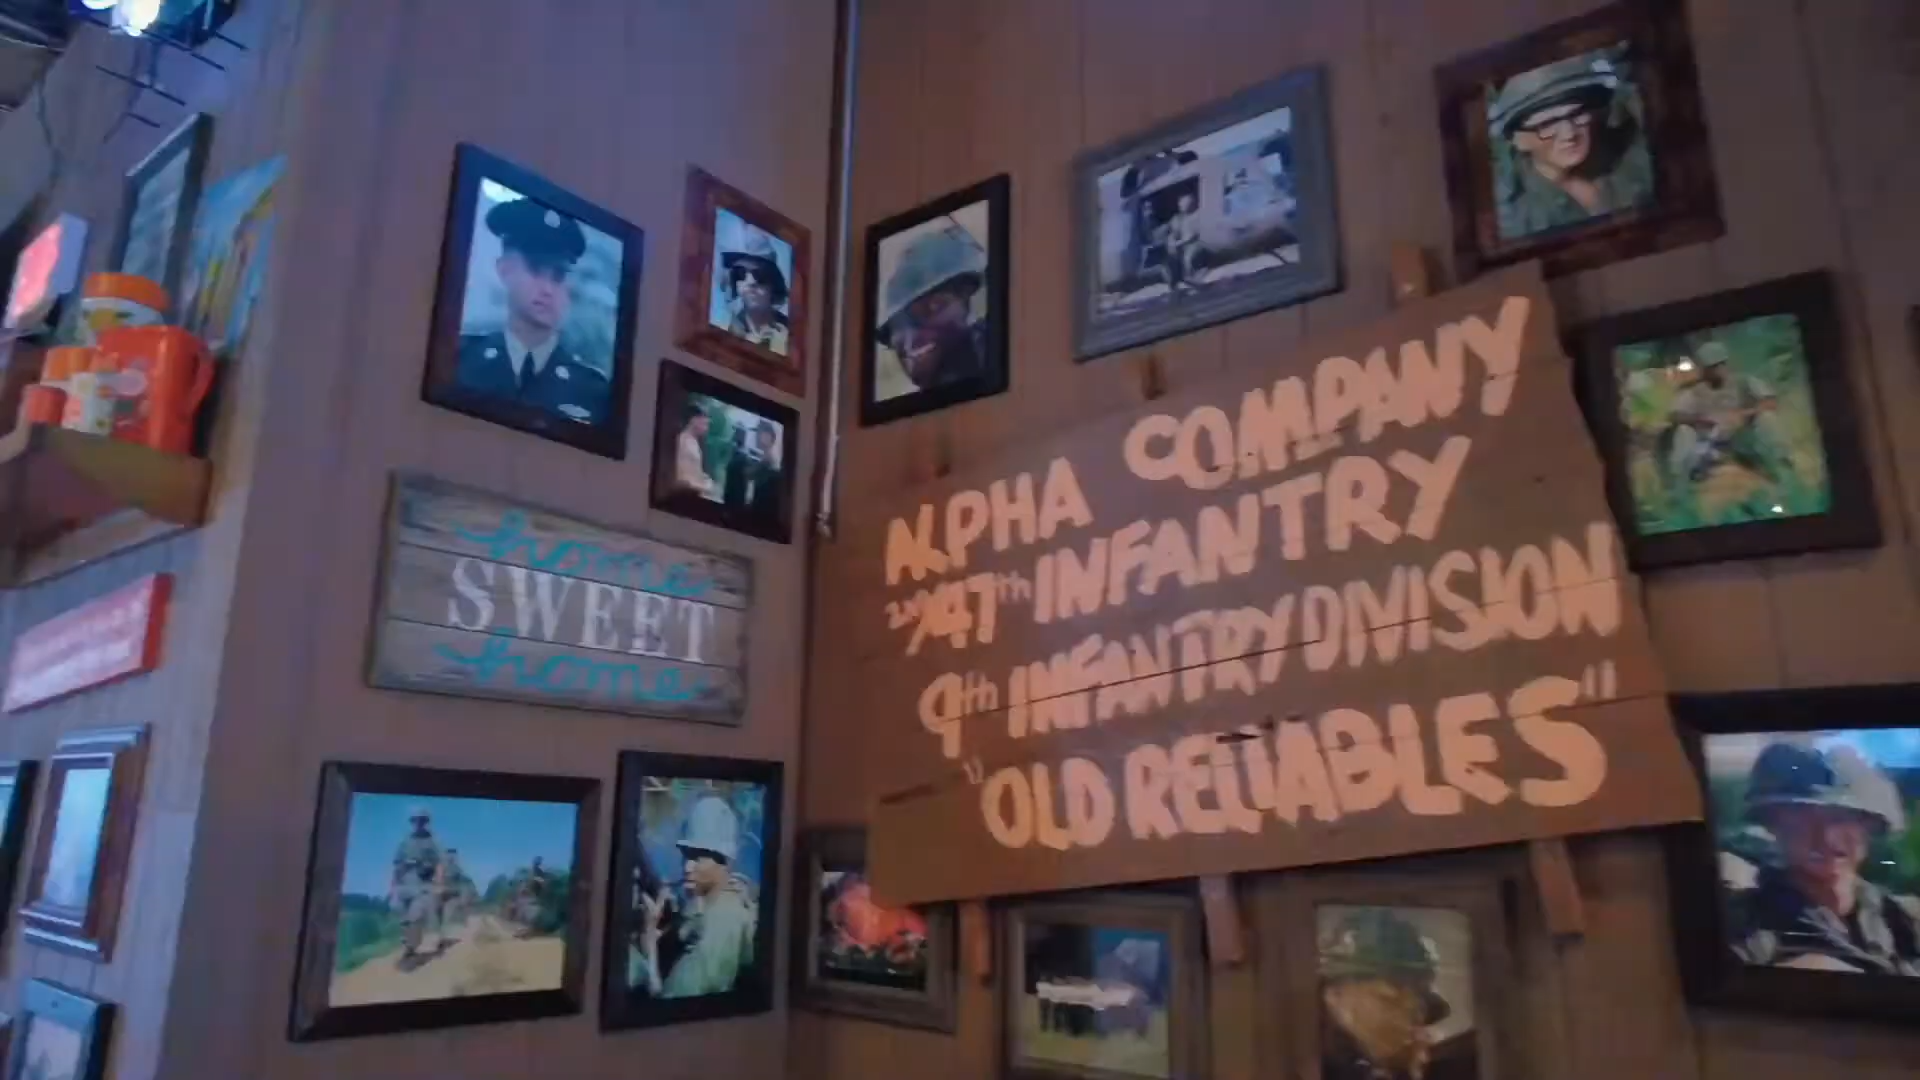 home
SWEET
home
ALPHA COMPANY
2nd/47th INFANTRY
9th INFANTRY DIVISION
"OLD RELIABLES"